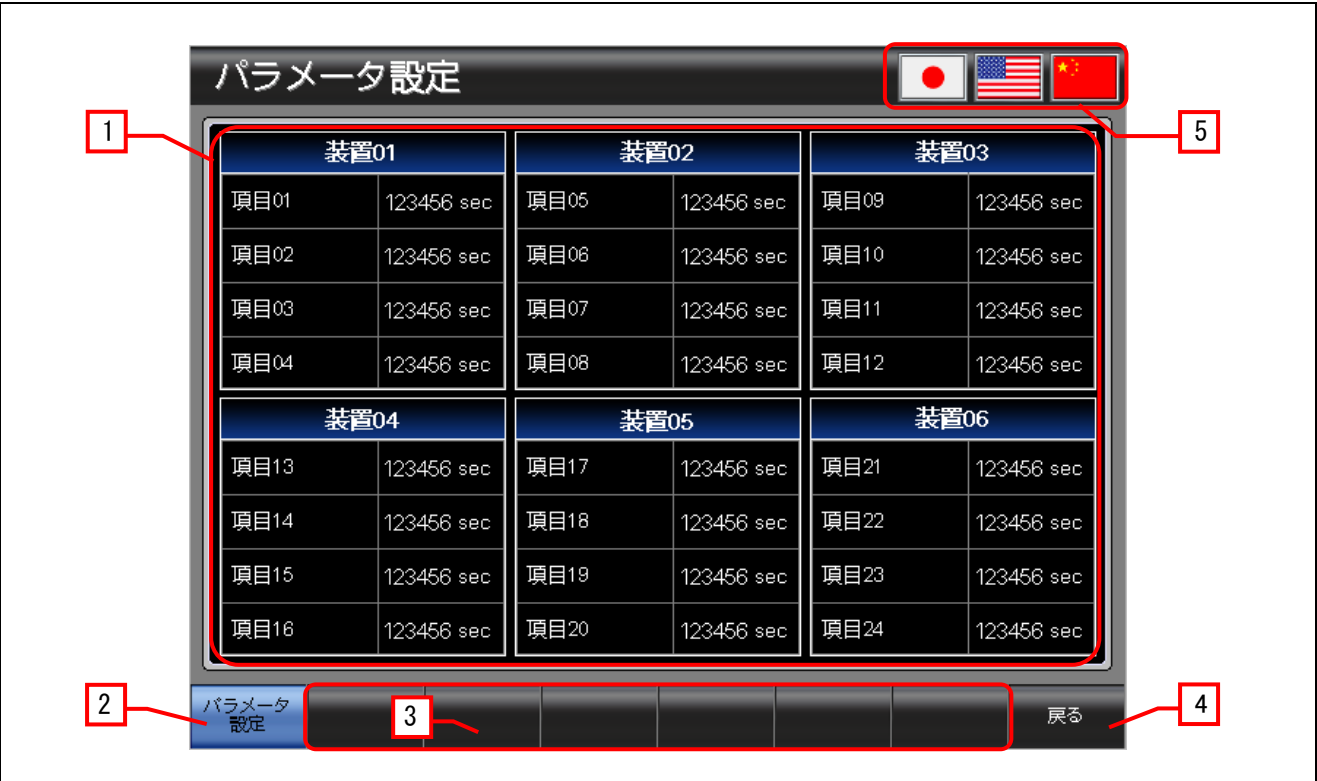 パラメータ設定
1
5
装置01 装置02 装置03
項目01 123456 sec 項目05 123456 sec 項目09 123456 sec
項目02 123456 sec 項目06 123456 sec 項目10 123456 sec
項目03 123456 sec 項目07 123456 sec 項目11 123456 sec
項目04 123456 sec 項目08 123456 sec 項目12 123456 sec
装置04 装置05 装置06
項目13 123456 sec 項目17 123456 sec 項目21 123456 sec
項目14 123456 sec 項目18 123456 sec 項目22 123456 sec
項目15 123456 sec 項目19 123456 sec 項目23 123456 sec
項目16 123456 sec 項目20 123456 sec 項目24 123456 sec
2
パラメータ
設定
3
戻る
4